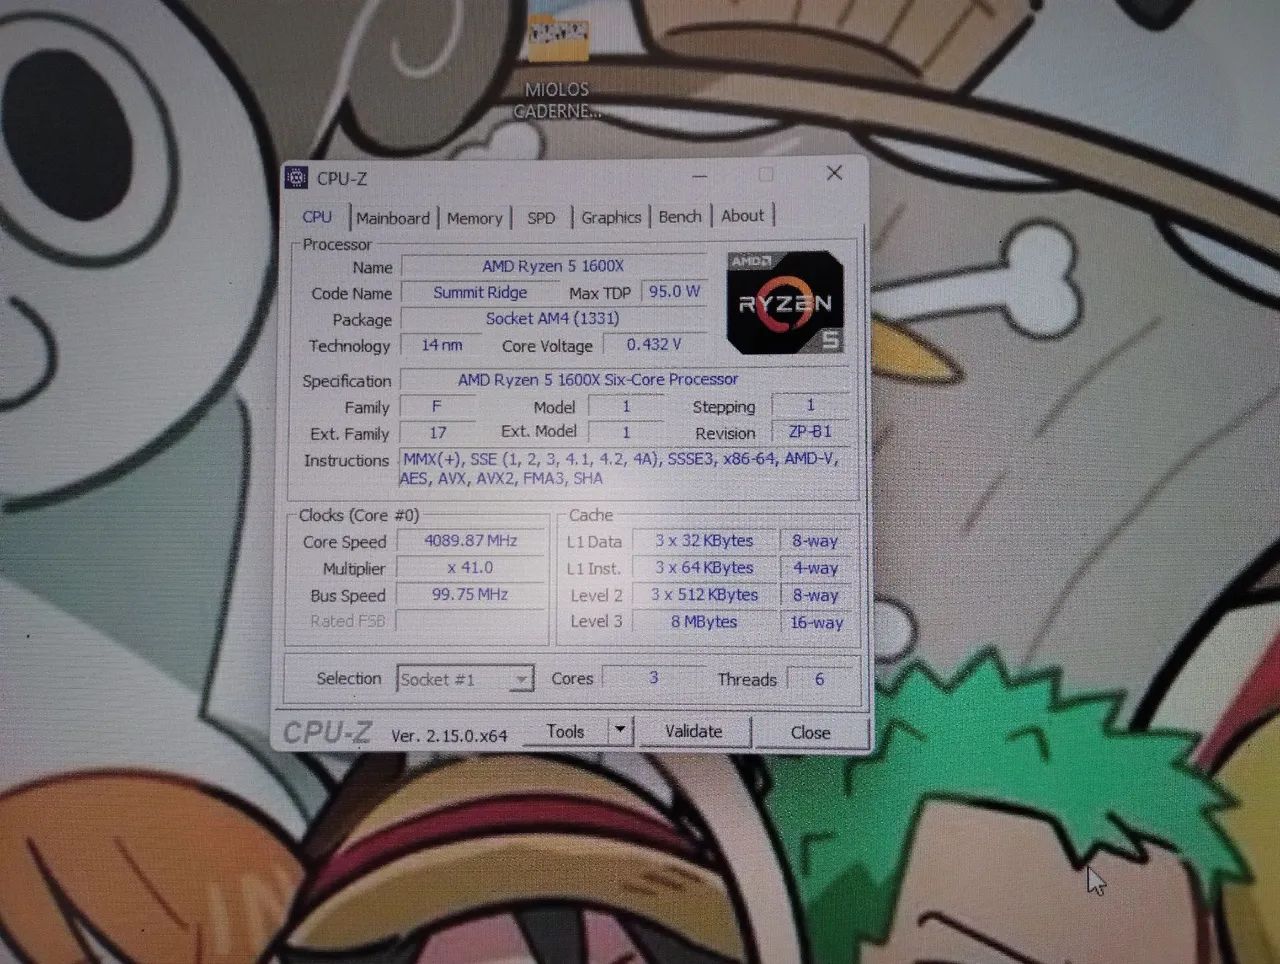 MIOLOS
CADERNE...
CPU-Z
CPU Mainboard Memory SPD Graphics Bench About
Processor
Name AMD Ryzen 5 1600X
Code Name Summit Ridge Max TDP 95.0 W
Package Socket AM4 (1331)
Technology 14 nm Core Voltage 0.432 V
AMD
RYZEN
5
Specification AMD Ryzen 5 1600X Six-Core Processor
Family F Model 1 Stepping 1
Ext. Family 17 Ext. Model 1 Revision ZP-B1
Instructions MMX(+), SSE (1, 2, 3, 4.1, 4.2, 4A), SSSE3, x86-64, AMD-V,
AES, AVX, AVX2, FMA3, SHA
Clocks (Core #0)
Core Speed 4089.87 MHz
Multiplier x 41.0
Bus Speed 99.75 MHz
Rated FSB
Cache
L1 Data 3 x 32 KBytes 8-way
L1 Inst. 3 x 64 KBytes 4-way
Level 2 3 x 512 KBytes 8-way
Level 3 8 MBytes 16-way
Selection Socket #1 Cores 3 Threads 6
CPU-Z Ver. 2.15.0.x64 Tools Validate Close